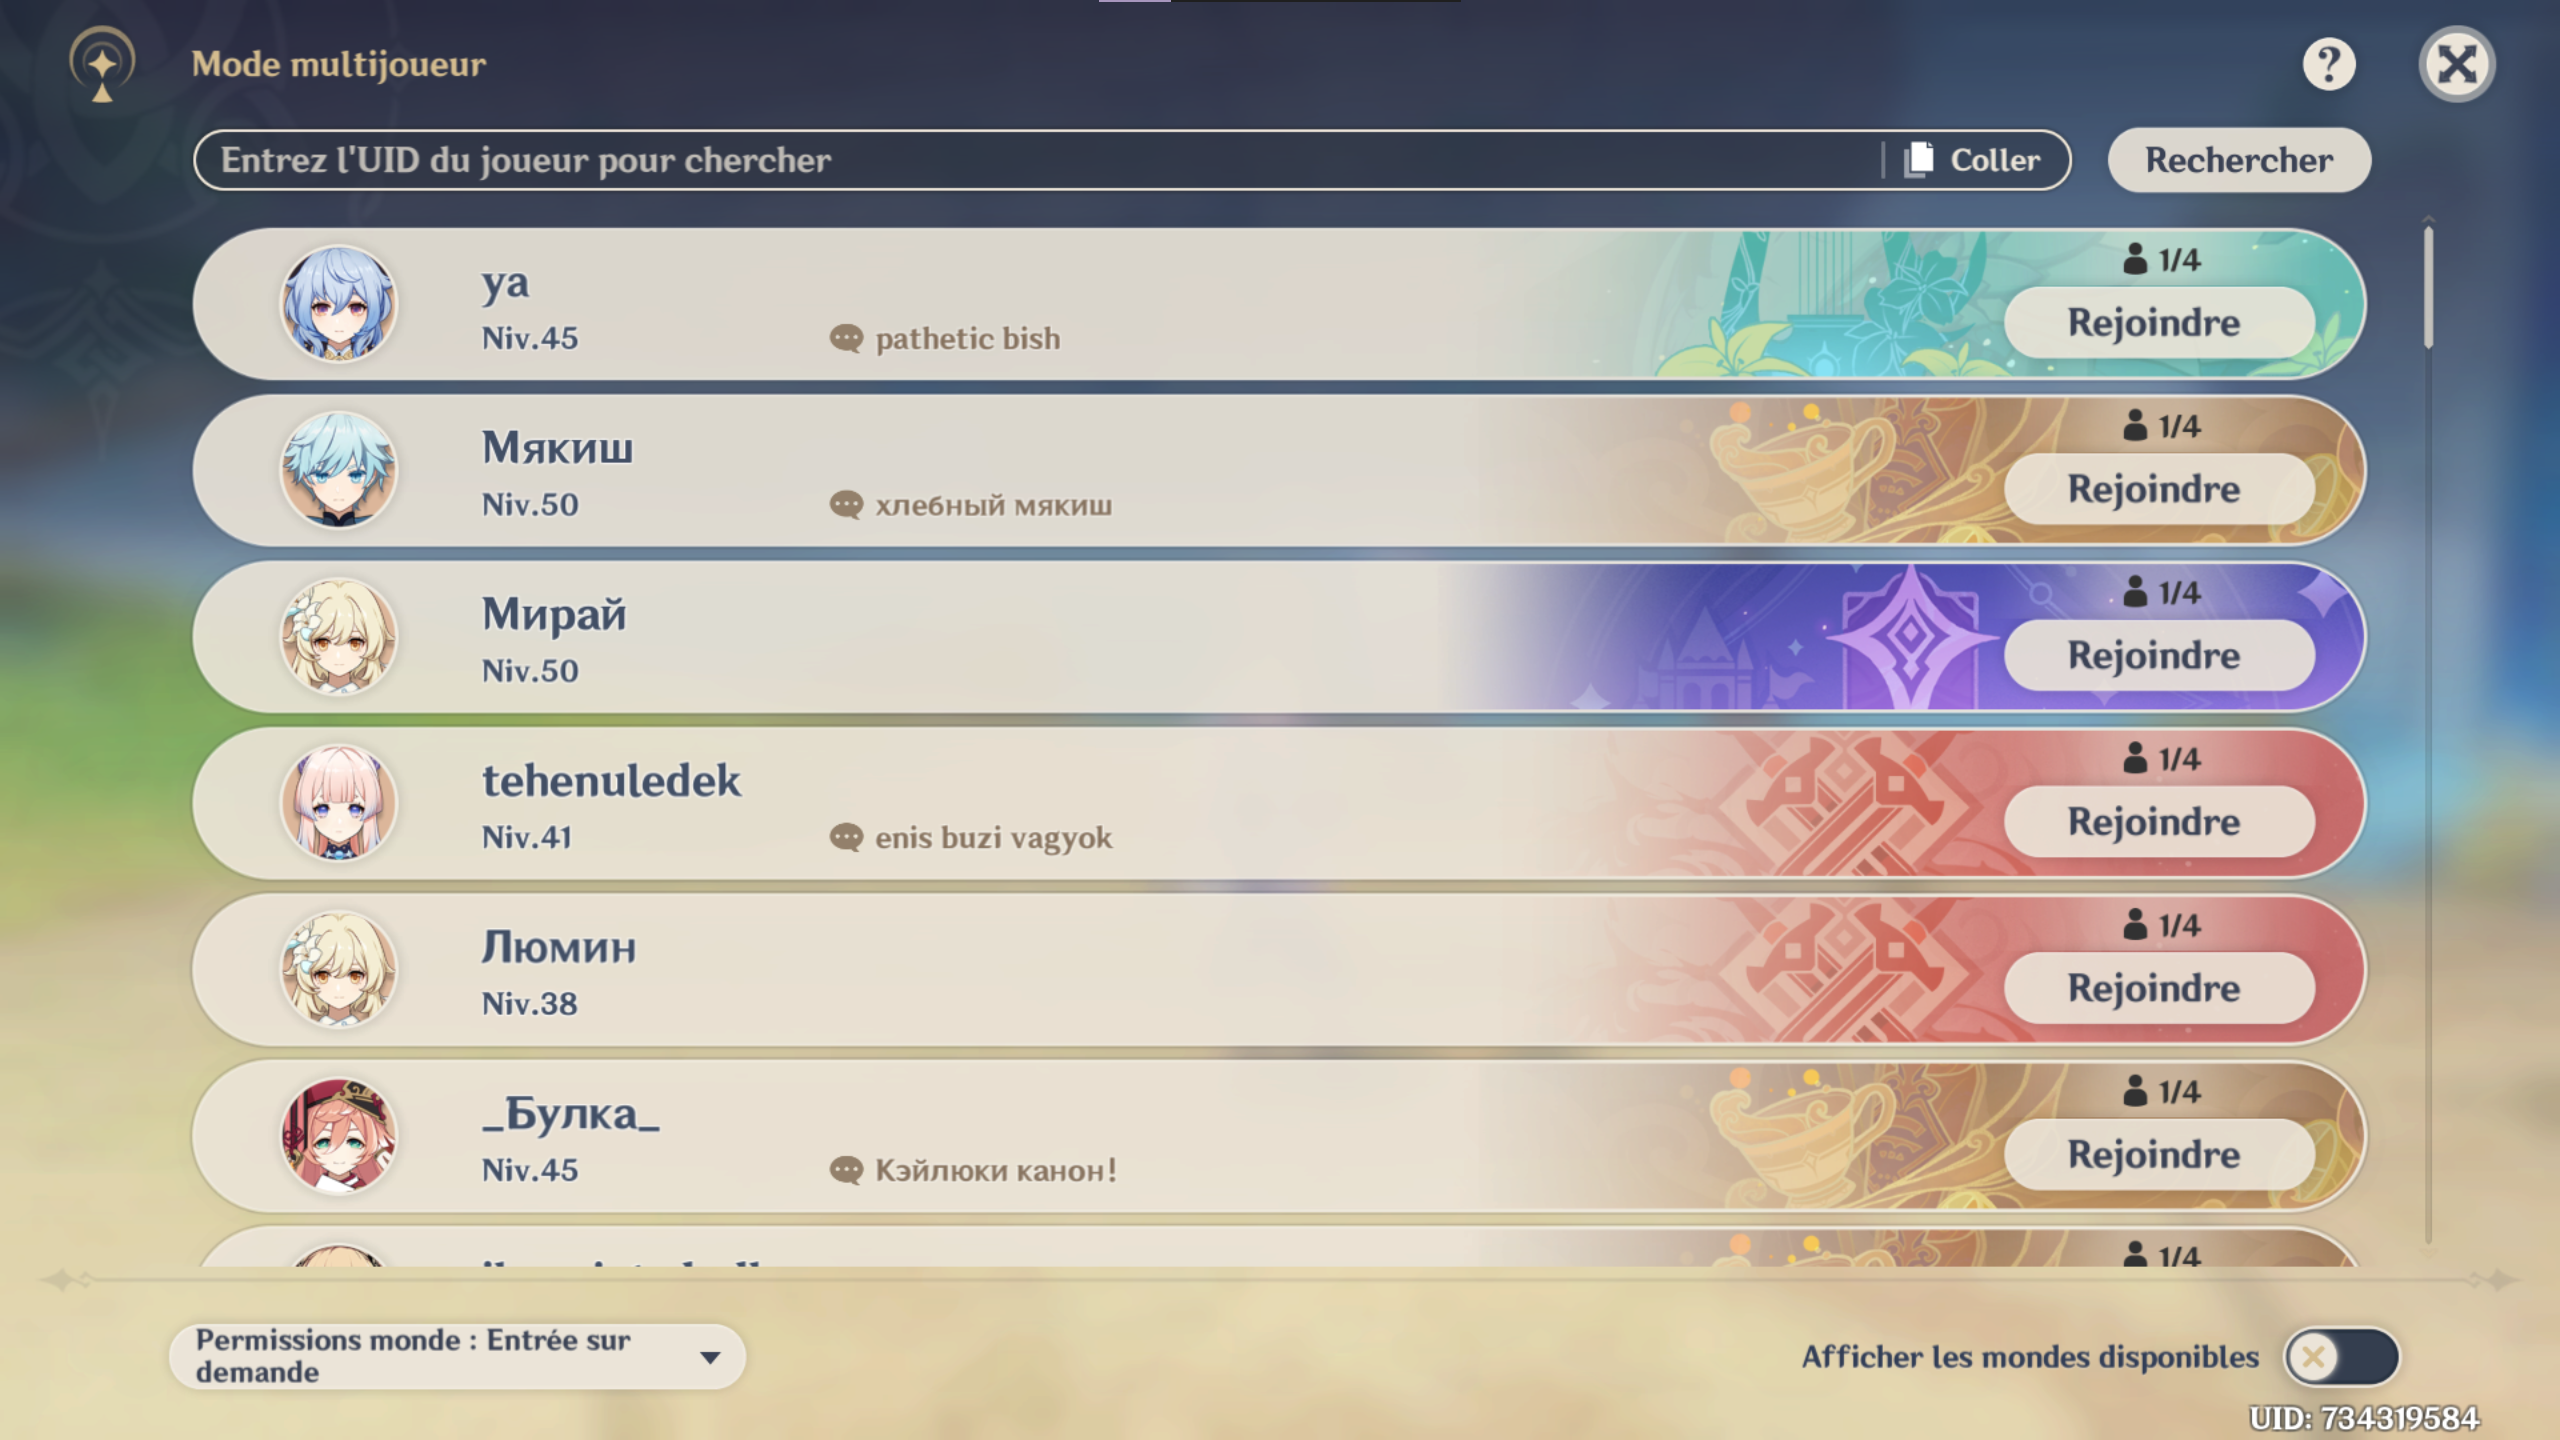 Mode multijoueur
?
Entrez l'UID du joueur pour chercher
Coller
Rechercher
ya
Niv.45
pathetic bish
1/4
Rejoindre
Мякиш
Niv.50
хлебный мякиш
1/4
Rejoindre
Мирай
Niv.50
1/4
Rejoindre
tehenuledek
Niv.41
enis buzi vagyok
1/4
Rejoindre
Люмин
Niv.38
1/4
Rejoindre
_Булка_
Niv.45
Кэйлюки канон!
1/4
Rejoindre
1/4
Permissions monde : Entrée sur
demande
Afficher les mondes disponibles
UID: 734319584